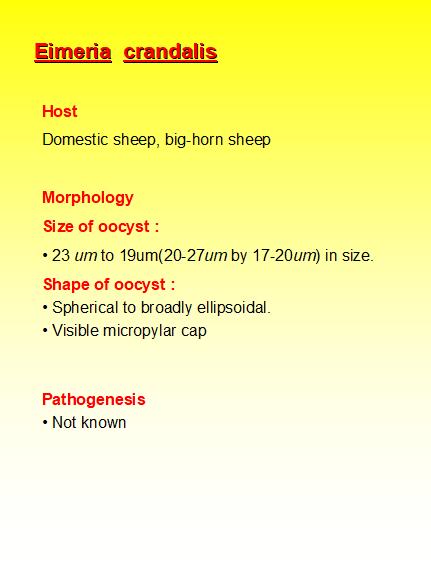 Eimeria crandalis
Host
Domestic sheep, big-horn sheep
Morphology
Size of oocyst :
• 23 um to 19um(20-27um by 17-20um) in size.
Shape of oocyst :
• Spherical to broadly ellipsoidal.
• Visible micropylar cap
Pathogenesis
• Not known